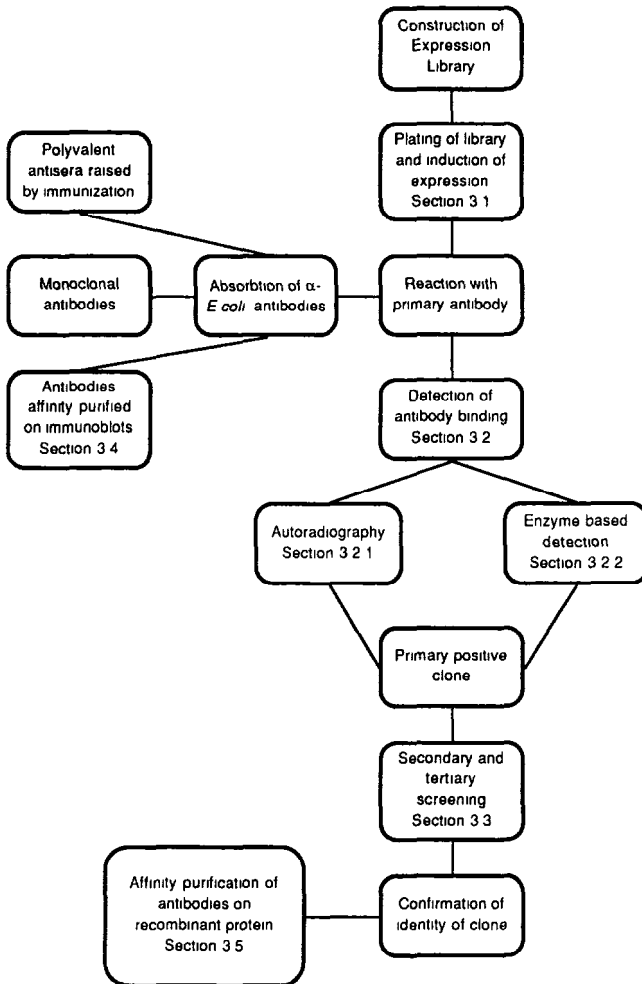 Construction of
Expression
Library
Plating of library
and induction of
expression
Section 3 1
Polyvalent
antisera raised
by immunization
Monoclonal
antibodies
Absorbtion of α-
E coli antibodies
Reaction with
primary antibody
Antibodies
affinity purified
on immunoblots
Section 3 4
Detection of
antibody binding
Section 3 2
Autoradiography
Section 3 2 1
Enzyme based
detection
Section 3 2 2
Primary positive
clone
Secondary and
tertiary
screening
Section 3 3
Affinity purification of
antibodies on
recombinant protein
Section 3 5
Confirmation of
identity of clone